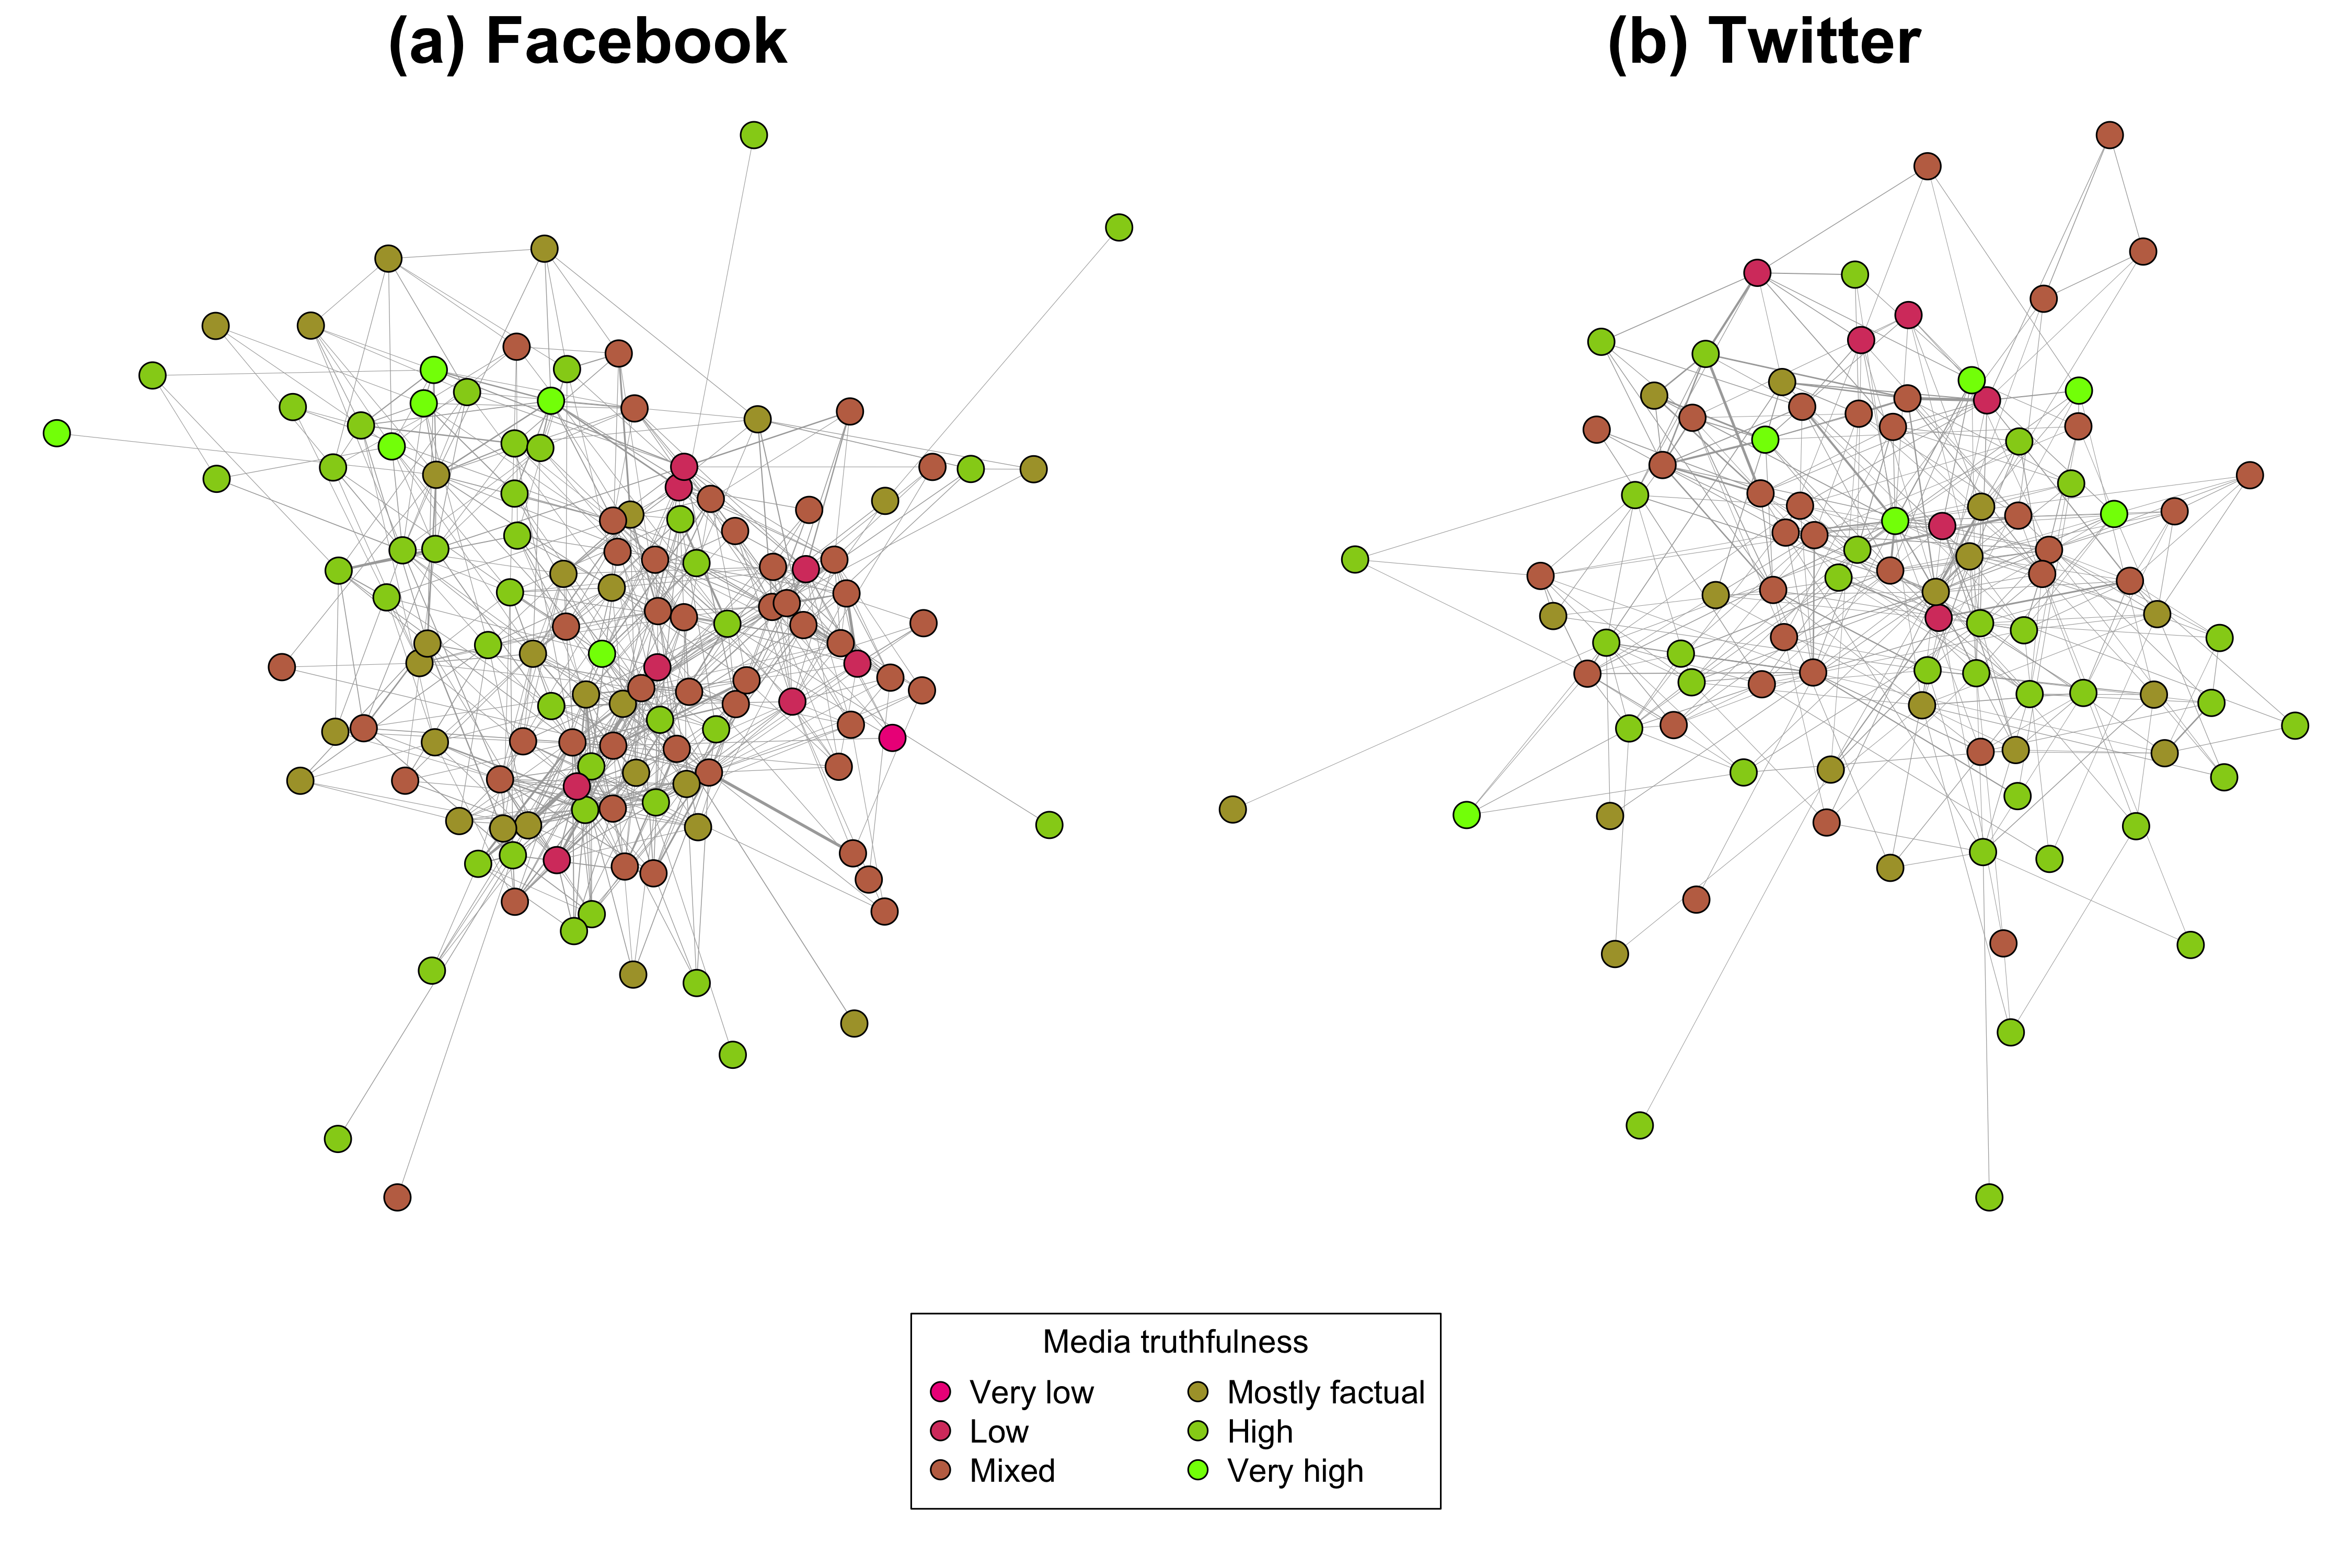 (a) Facebook
(b) Twitter
Media truthfulness
Very low
Low
Mixed
Mostly factual
High
Very high